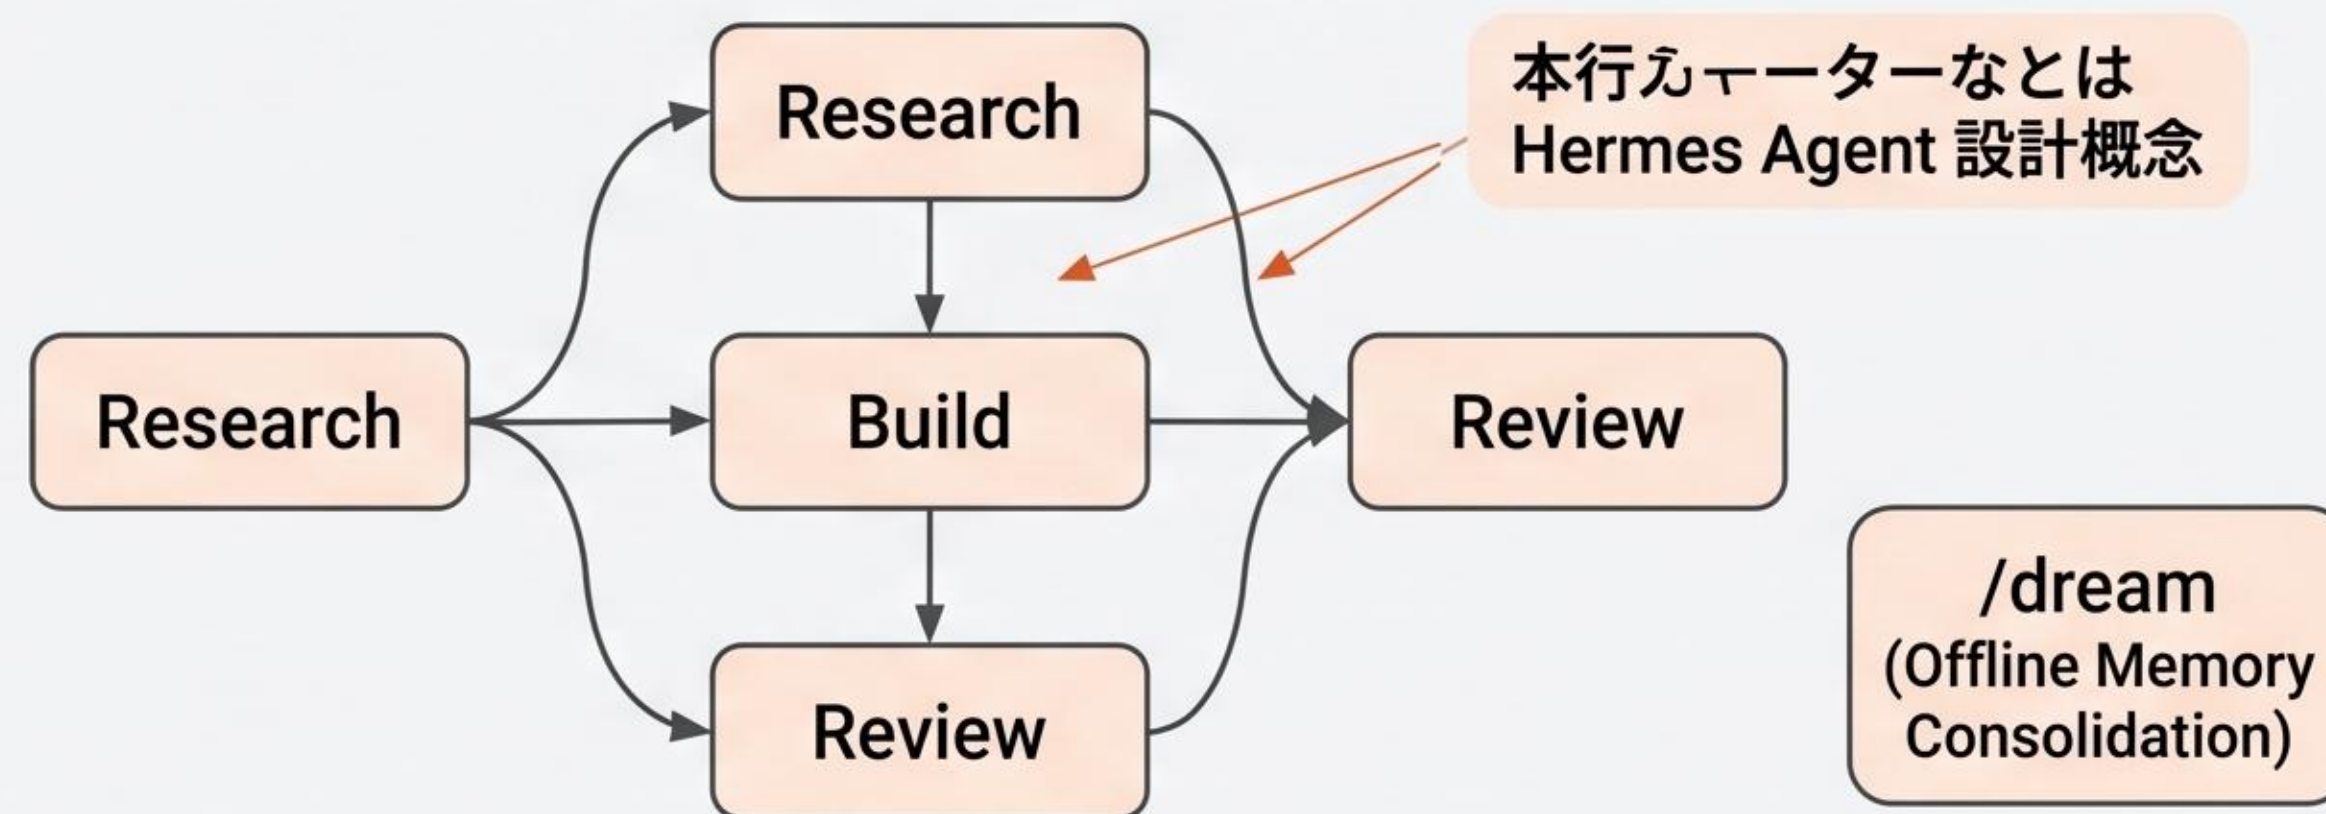 Research
本行
ーターなとは
Hermes Agent 設計概念
Research
Build
Review
Review
/dream
(Offline Memory
Consolidation)